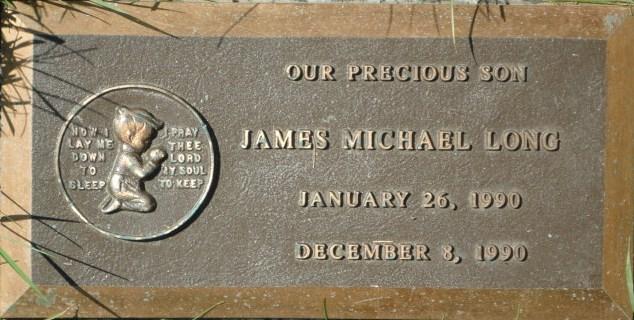 OUR PRECIOUS SON
JAMES MICHAEL LONG
JANUARY 26, 1990
DECEMBER 8, 1990
NOW I
LAY ME
DOWN
TO
SLEEP
I PRAY
THEE
LORD
MY SOUL
TO KEEP